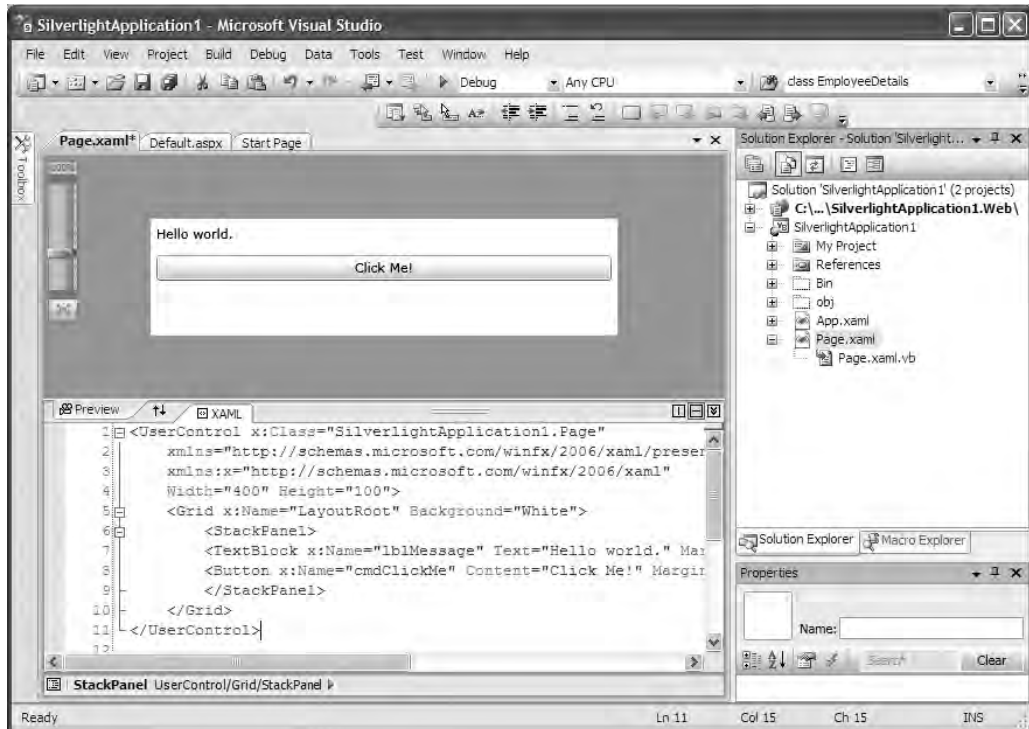 SilverlightApplication1 - Microsoft Visual Studio
File Edit View Project Build Debug Data Tools Test Window Help
Debug Any CPU class EmployeeDetails
Toolbox
Page.xaml* Default.aspx Start Page
100%
Hello world.
Click Me!
Preview XAML
1 <UserControl x:Class="SilverlightApplication1.Page"
2 xmlns="http://schemas.microsoft.com/winfx/2006/xaml/presen
3 xmlns:x="http://schemas.microsoft.com/winfx/2006/xaml"
4 Width="400" Height="100">
5 <Grid x:Name="LayoutRoot" Background="White">
6 <StackPanel>
7 <TextBlock x:Name="lblMessage" Text="Hello world." Mar
8 <Button x:Name="cmdClickMe" Content="Click Me!" Margin
9 </StackPanel>
10 </Grid>
11 </UserControl>
12
StackPanel UserControl/Grid/StackPanel
Solution Explorer - Solution 'Silverlight...
Solution 'SilverlightApplication1' (2 projects)
C:\...\SilverlightApplication1.Web\
SilverlightApplication1
My Project
References
Bin
obj
App.xaml
Page.xaml
Page.xaml.vb
Solution Explorer Macro Explorer
Properties
Name:
Search Clear
Ready Ln 11 Col 15 Ch 15 INS